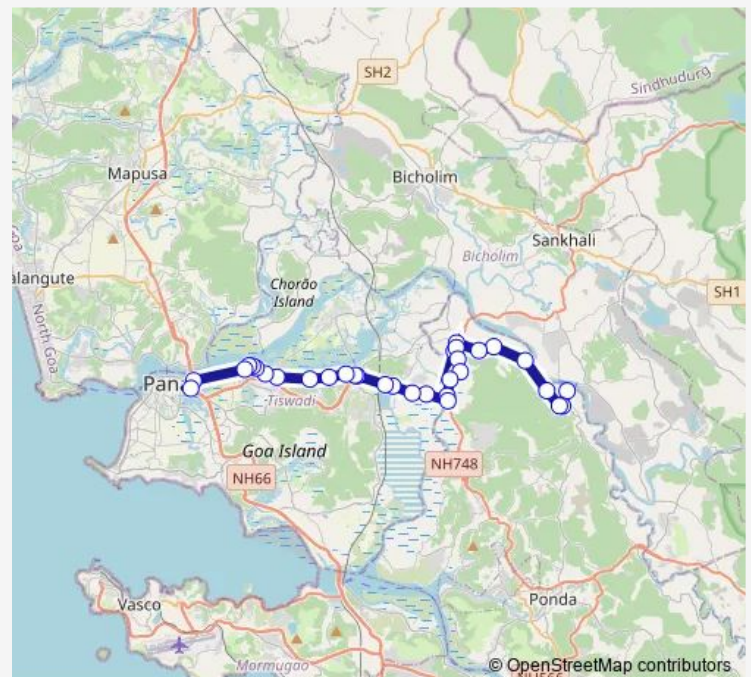 SH2
Sindhudurg
Mapusa
Bicholim
Sankhali
Bicholim
alangute
Chorão
Island
SH1
North Goa
Pan
Tiswadi
Goa Island
NH66
NH748
Vasco
Ponda
Mormugao
© OpenStreetMap contributors